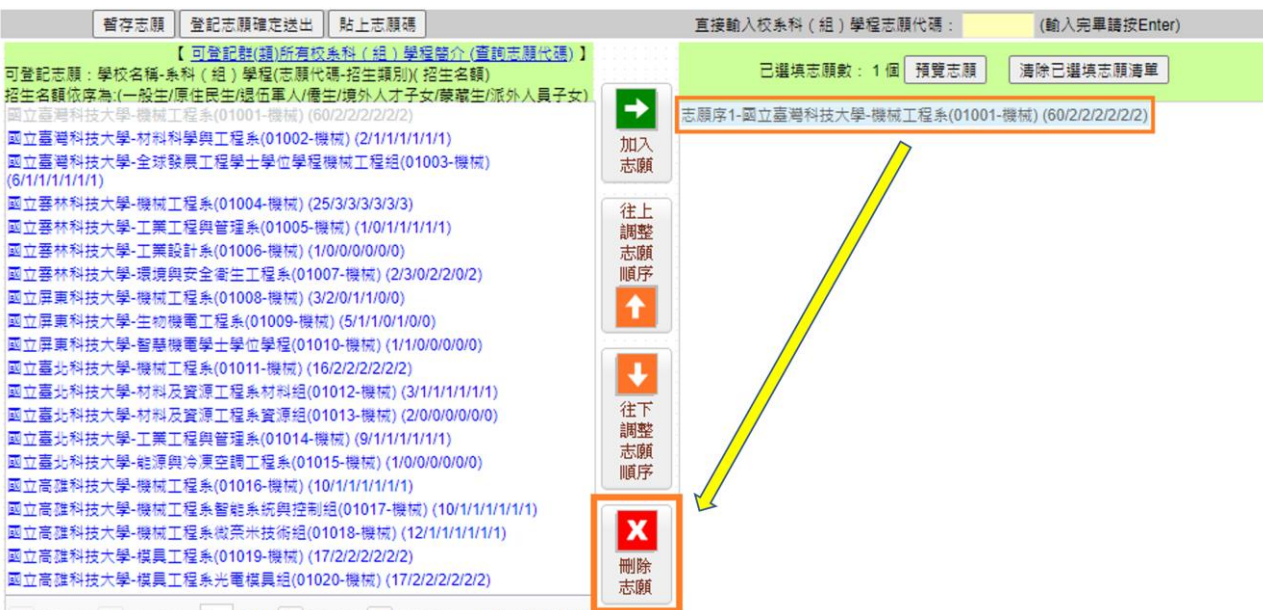 暫存志願 登記志願確定送出 貼上志願碼
直接輸入校系科(組)學程志願代碼: (輸入完畢請按Enter)
【 可登記群(類)所有校系科(組)學程簡介 (查詢志願代碼) 】
可登記志願:學校名稱-系科(組)學程(志願代碼-招生類別)( 招生名額)
招生名額依序為:(一般生/原住民生/退伍軍人/僑生/境外人才子女/蒙藏生/派外人員子女)
國立臺灣科技大學-機械工程系(01001-機械) (60/2/2/2/2/2/2)
國立臺灣科技大學-材料科學與工程系(01002-機械) (2/1/1/1/1/1/1)
國立臺灣科技大學-全球發展工程學士學位學程機械工程組(01003-機械)
(6/1/1/1/1/1/1)
國立雲林科技大學-機械工程系(01004-機械) (25/3/3/3/3/3/3)
國立雲林科技大學-工業工程與管理系(01005-機械) (1/0/1/1/1/1/1)
國立雲林科技大學-工業設計系(01006-機械) (1/0/0/0/0/0/0)
國立雲林科技大學-環境與安全衛生工程系(01007-機械) (2/3/0/2/2/0/2)
國立屏東科技大學-機械工程系(01008-機械) (3/2/0/1/1/0/0)
國立屏東科技大學-生物機電工程系(01009-機械) (5/1/1/0/1/0/0)
國立屏東科技大學-智慧機電學士學位學程(01010-機械) (1/1/0/0/0/0/0)
國立臺北科技大學-機械工程系(01011-機械) (16/2/2/2/2/2/2)
國立臺北科技大學-材料及資源工程系材料組(01012-機械) (3/1/1/1/1/1/1)
國立臺北科技大學-材料及資源工程系資源組(01013-機械) (2/0/0/0/0/0/0)
國立臺北科技大學-工業工程與管理系(01014-機械) (9/1/1/1/1/1/1)
國立臺北科技大學-能源與冷凍空調工程系(01015-機械) (1/0/0/0/0/0/0)
國立高雄科技大學-機械工程系(01016-機械) (10/1/1/1/1/1/1)
國立高雄科技大學-機械工程系智能系統與控制組(01017-機械) (10/1/1/1/1/1/1)
國立高雄科技大學-機械工程系微奈米技術組(01018-機械) (12/1/1/1/1/1/1)
國立高雄科技大學-模具工程系(01019-機械) (17/2/2/2/2/2/2)
國立高雄科技大學-模具工程系光電模具組(01020-機械) (17/2/2/2/2/2/2)
加入
志願
往上
調整
志願
順序
往下
調整
志願
順序
X
刪除
志願
已選填志願數: 1 個 預覽志願 清除已選填志願清單
志願序1-國立臺灣科技大學-機械工程系(01001-機械) (60/2/2/2/2/2/2)